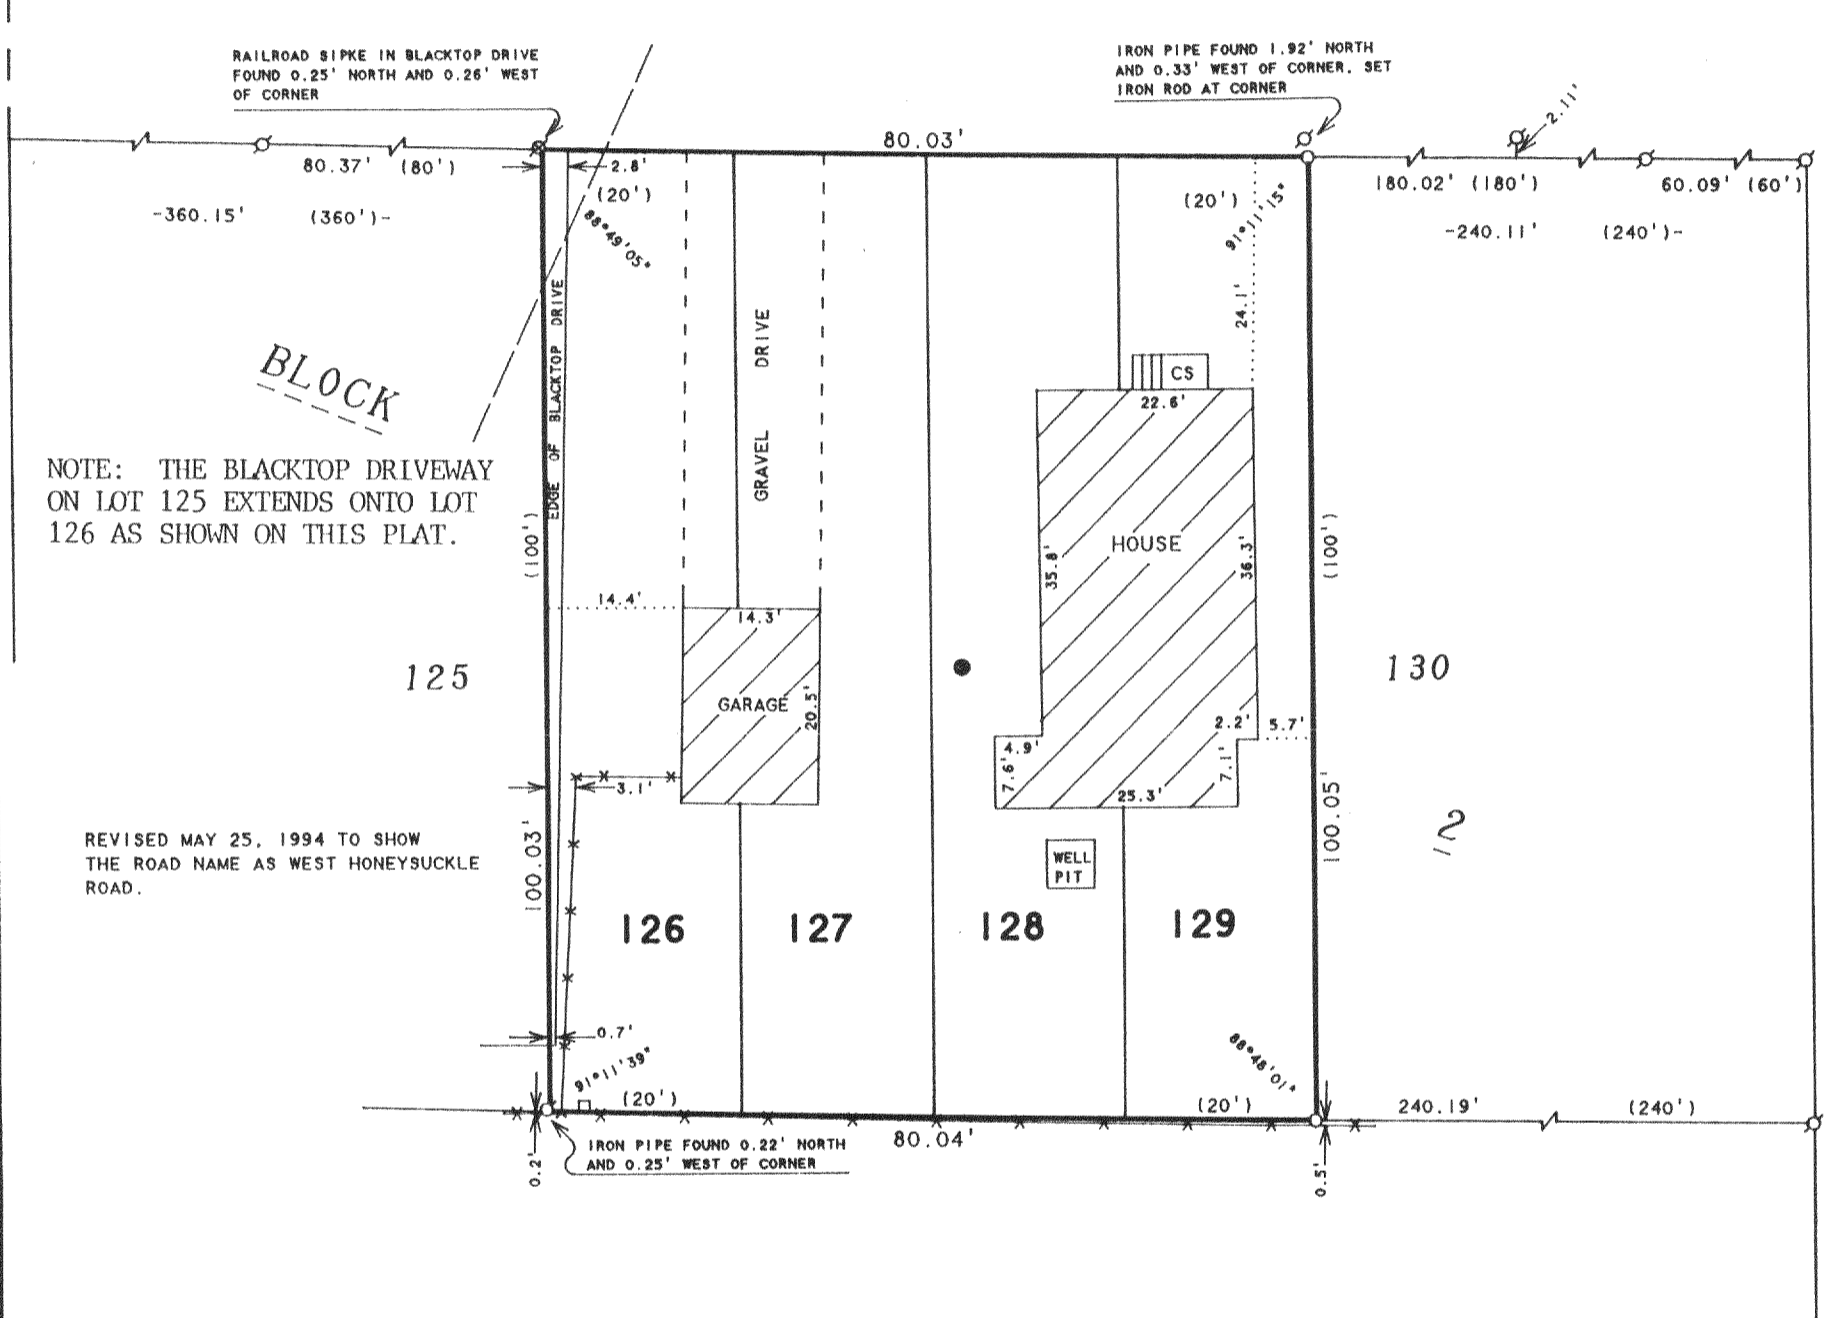 RAILROAD SIPKE IN BLACKTOP DRIVE
FOUND 0.25' NORTH AND 0.26' WEST
OF CORNER
IRON PIPE FOUND 1.92' NORTH
AND 0.33' WEST OF CORNER. SET
IRON ROD AT CORNER
2.11'
80.03'
80.37' (80')
2.8'
(20')
(20')
180.02' (180')
60.09' (60')
-360.15' (360')-
88°49'05"
91°11'15"
-240.11' (240')-
24.1'
EDGE OF BLACKTOP DRIVE
GRAVEL DRIVE
BLOCK
CS
22.6'
NOTE: THE BLACKTOP DRIVEWAY
ON LOT 125 EXTENDS ONTO LOT
126 AS SHOWN ON THIS PLAT.
(100')
HOUSE
35.8'
36.3'
(100')
14.4'
14.3'
125
130
GARAGE
20.5'
2.2'
5.7'
4.9'
7.6'
7.1'
25.3'
3.1'
100.03'
100.05'
2
REVISED MAY 25, 1994 TO SHOW
THE ROAD NAME AS WEST HONEYSUCKLE
ROAD.
WELL
PIT
126
127
128
129
0.7'
91°11'39"
88°48'01"
(20')
(20')
240.19' (240')
80.04'
IRON PIPE FOUND 0.22' NORTH
AND 0.25' WEST OF CORNER
0.2'
0.5'